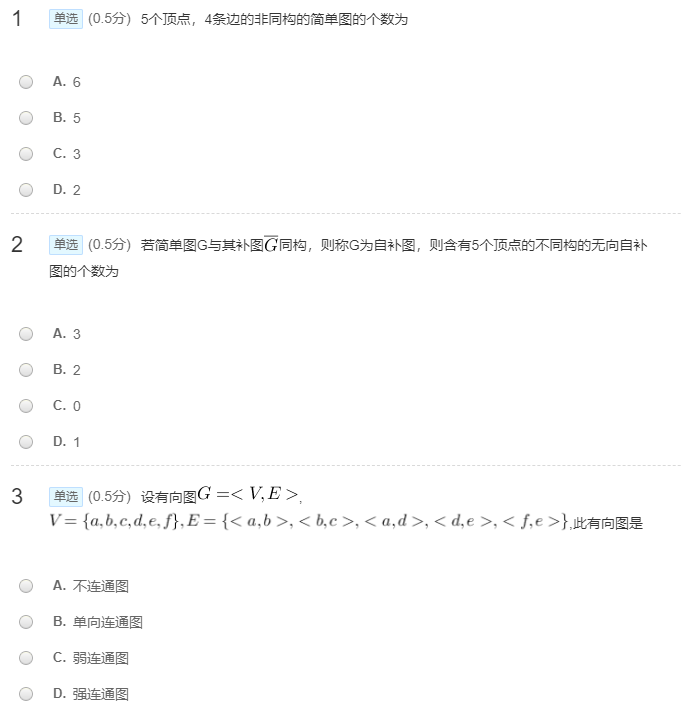 1 单选 (0.5分) 5个顶点，4条边的非同构的简单图的个数为
A. 6
B. 5
C. 3
D. 2
2 单选 (0.5分) 若简单图G与其补图G̅同构，则称G为自补图，则含有5个顶点的不同构的无向自补
图的个数为
A. 3
B. 2
C. 0
D. 1
3 单选 (0.5分) 设有向图G =< V, E >,
V = {a, b, c, d, e, f}, E = {< a, b >, < b, c >, < a, d >, < d, e >, < f, e >},此有向图是
A. 不连通图
B. 单向连通图
C. 弱连通图
D. 强连通图